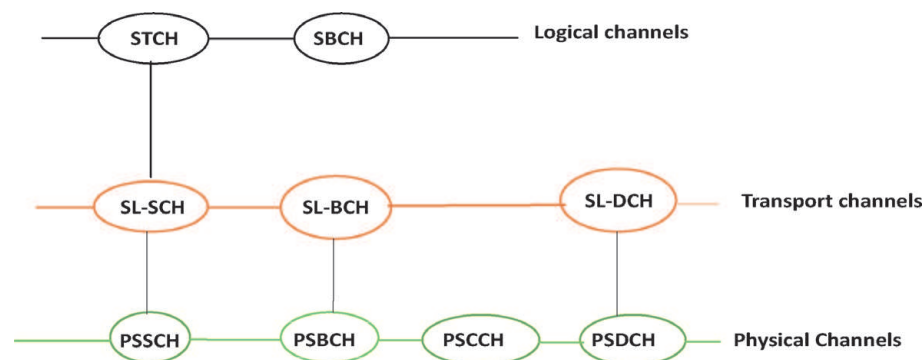 STCH SBCH Logical channels
SL-SCH SL-BCH SL-DCH Transport channels
PSSCH PSBCH PSCCH PSDCH Physical Channels